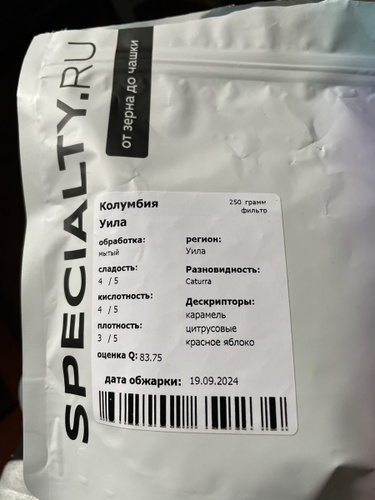 SPECIALTY.RU
от зерна до чашки
Колумбия
Уила
250 грамм
фильтр
обработка:
мытый
регион:
Уила
сладость:
4 / 5
Разновидность:
Caturra
кислотность:
4 / 5
Дескрипторы:
карамель
цитрусовые
красное яблоко
плотность:
3 / 5
оценка Q: 83.75
дата обжарки: 19.09.2024